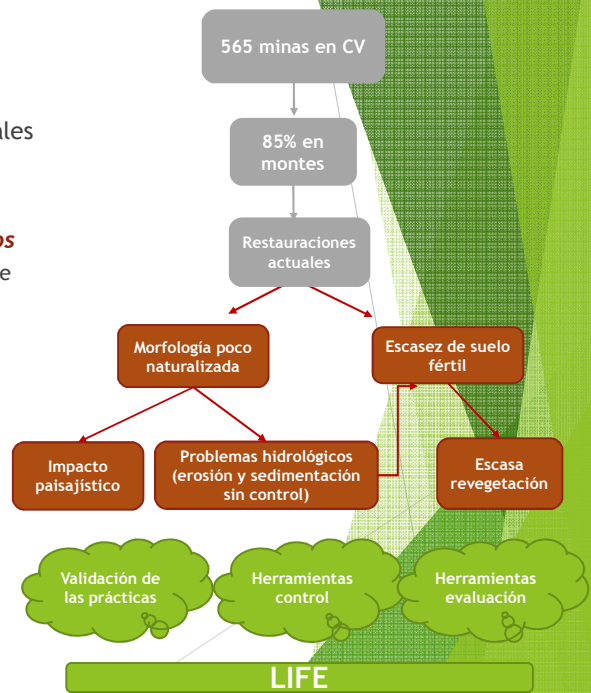 565 minas en CV
ales
85% en
montes
os
e
Restauraciones
actuales
Morfología poco
naturalizada
Escasez de suelo
fértil
Impacto
paisajístico
Problemas hidrológicos
(erosión y sedimentación
sin control)
Escasa
revegetación
Validación de
las prácticas
Herramientas
control
Herramientas
evaluación
LIFE